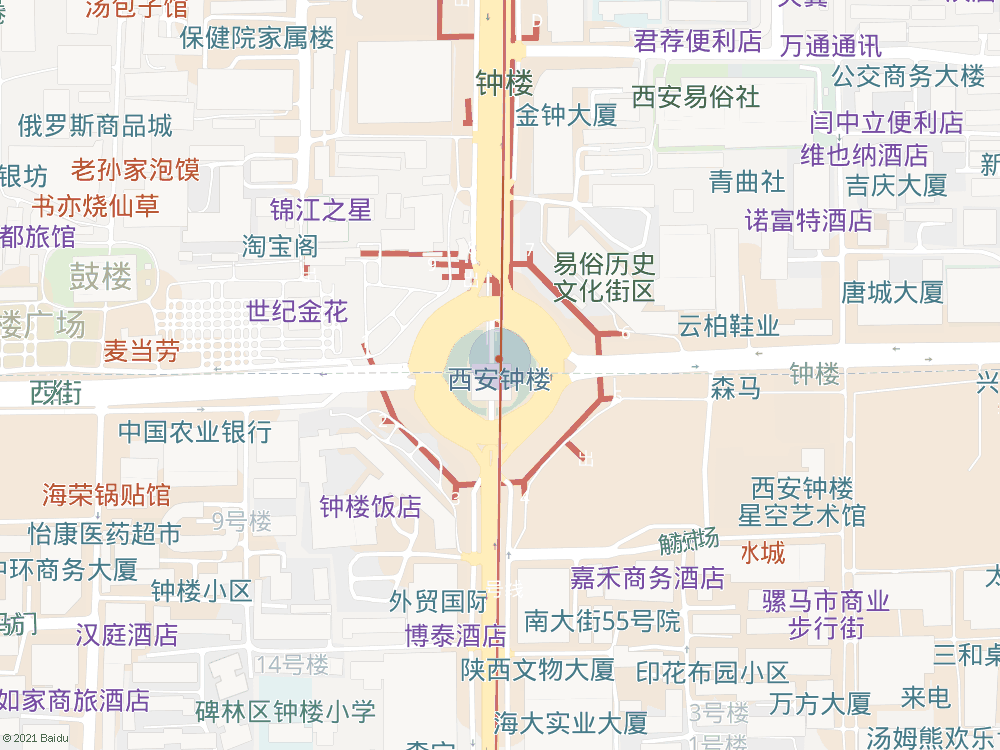 汤包子馆
保健院家属楼
君荐便利店
万通通讯
公交商务大楼
钟楼
西安易俗社
金钟大厦
闫中立便利店
俄罗斯商品城
维也纳酒店
银坊
老孙家泡馍
青曲社
吉庆大厦
新
书亦烧仙草
锦江之星
诺富特酒店
都旅馆
淘宝阁
鼓楼
易俗历史
文化街区
唐城大厦
世纪金花
楼广场
云柏鞋业
麦当劳
西安钟楼
钟楼
西街
森马
兴
中国农业银行
海荣锅贴馆
西安钟楼
星空艺术馆
钟楼饭店
9号楼
怡康医药超市
水城
中环商务大厦
嘉禾商务酒店
钟楼小区
号线
外贸国际
骡马市商业
步行街
南大街55号院
汉庭酒店
博泰酒店
14号楼
陕西文物大厦
印花布园小区
三和桌
如家商旅酒店
万方大厦
来电
碑林区钟楼小学
3号楼
海大实业大厦
汤姆熊欢乐
1号楼
© 2021 Baidu